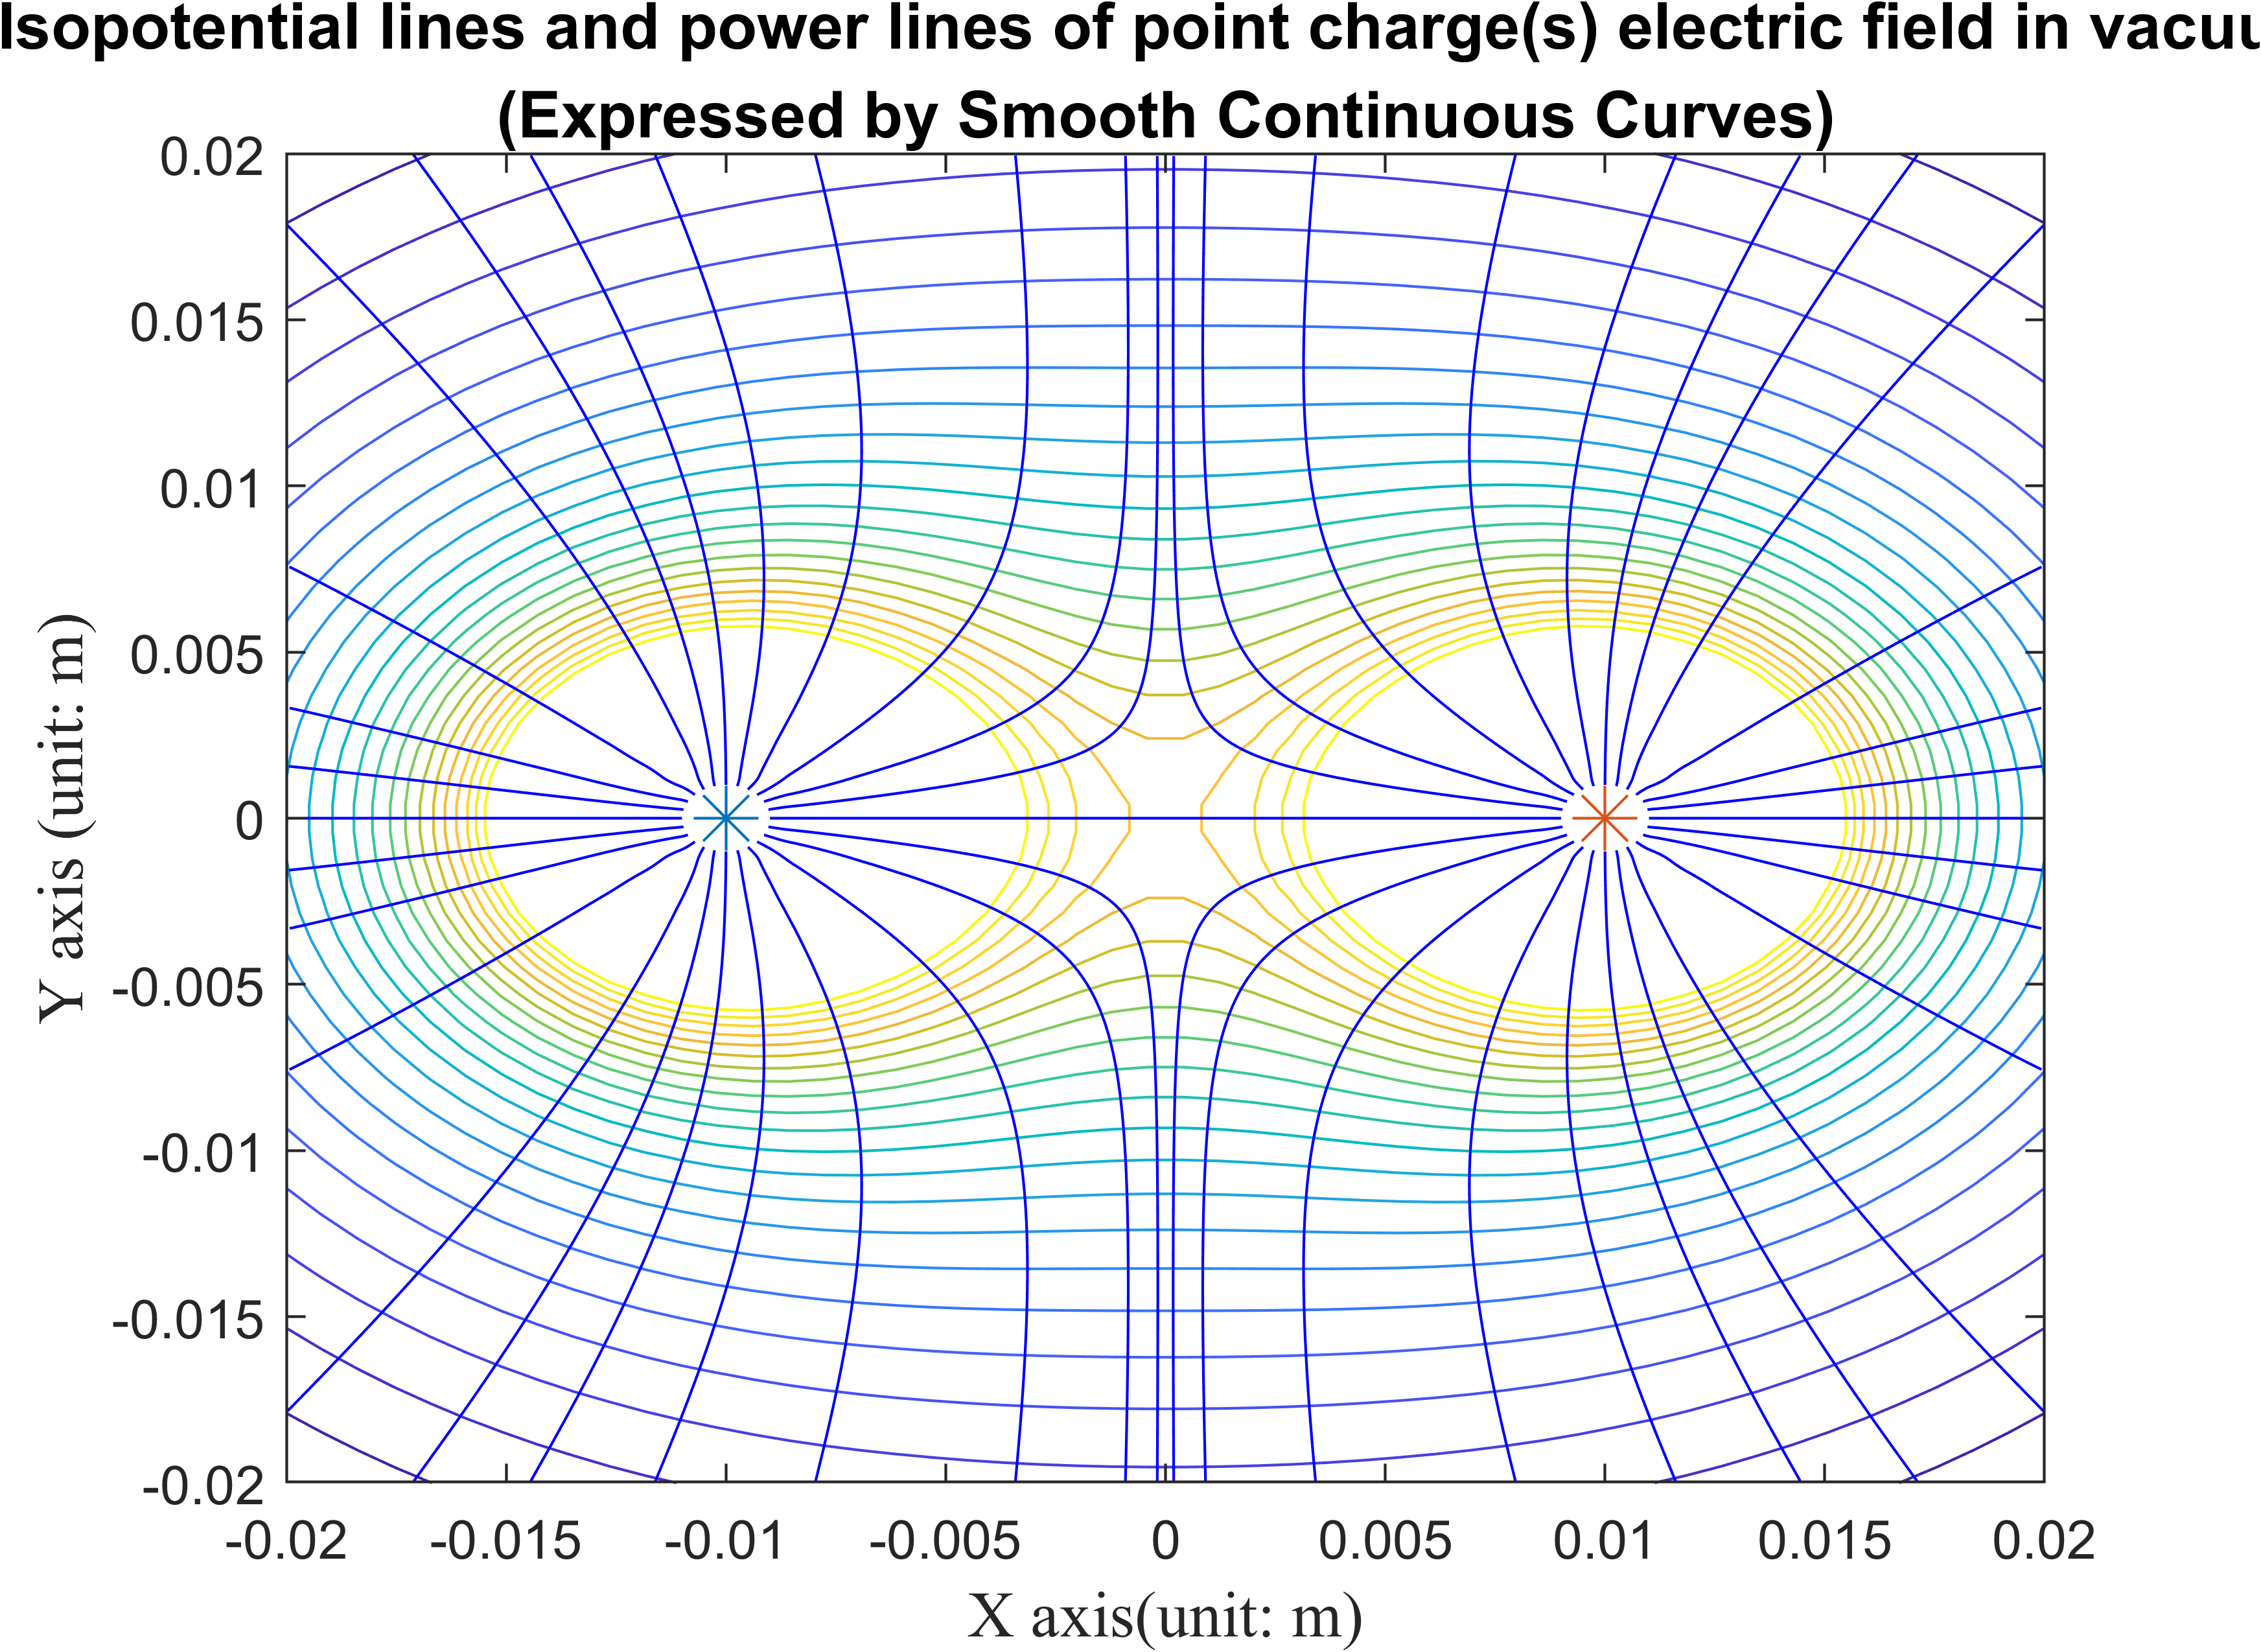 Isopotential lines and power lines of point charge(s) electric field in
(Expressed by Smooth Continuous Curves)
0.02
0.015
0.01
0.005
0
-0.005
-0.01
-0.015
-0.02
Y axis (unit: m)
-0.02 -0.015 -0.01 -0.005 0 0.005 0.01 0.015 0.02
X axis(unit: m)